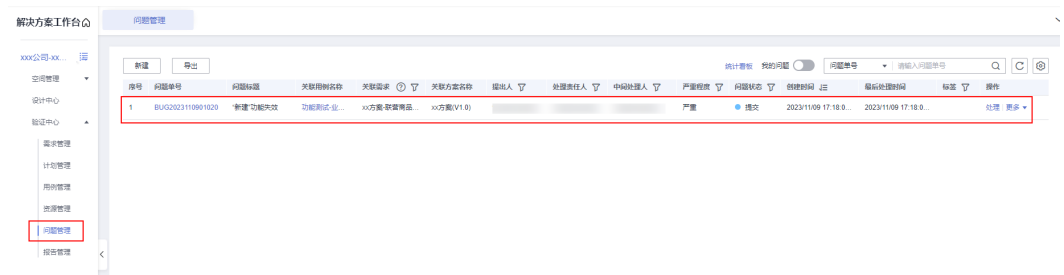 解决方案工作台
问题管理
xxx公司-xx...
空间管理
设计中心
验证中心
需求管理
计划管理
用例管理
资源管理
问题管理
报告管理
新建 导出 统计看板 我的问题 问题单号 请输入问题单号
序号 问题单号 问题标题 关联用例名称 关联需求 关联方案名称 提出人 处理责任人 中间处理人 严重程度 问题状态 创建时间 最后处理时间 标签 操作
1 BUG2023110901020 “新建”功能失效 功能测试-业... xx方案-联营商品... xx方案(V1.0) 严重 提交 2023/11/09 17:18:0... 2023/11/09 17:18:0... 处理 更多